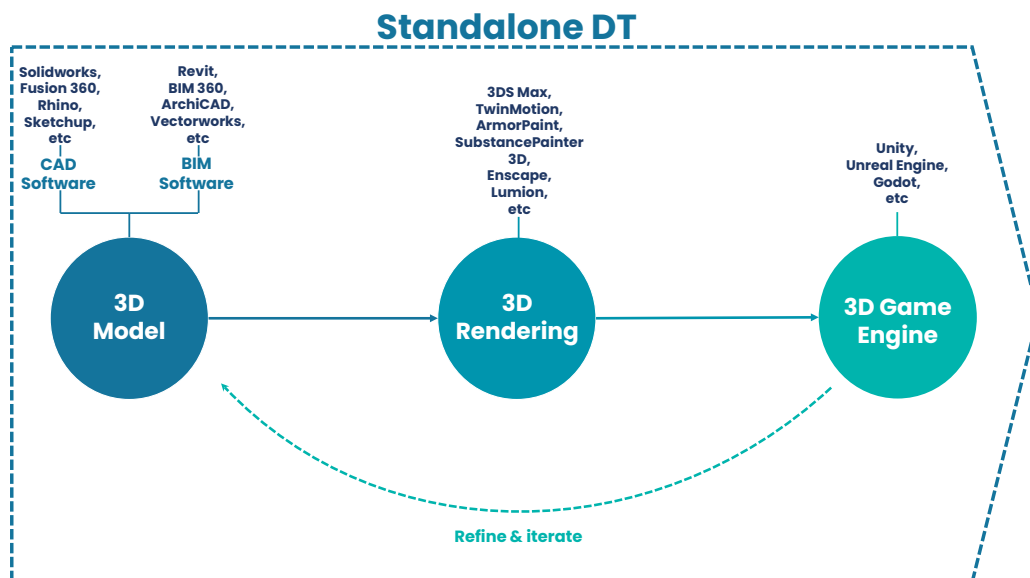 Standalone DT
Solidworks,
Fusion 360,
Rhino,
Sketchup,
etc
CAD
Software
Revit,
BIM 360,
ArchiCAD,
Vectorworks,
etc
BIM
Software
3DS Max,
TwinMotion,
ArmorPaint,
SubstancePainter
3D,
Enscape,
Lumion,
etc
Unity,
Unreal Engine,
Godot,
etc
3D
Model
3D
Rendering
3D Game
Engine
Refine & iterate